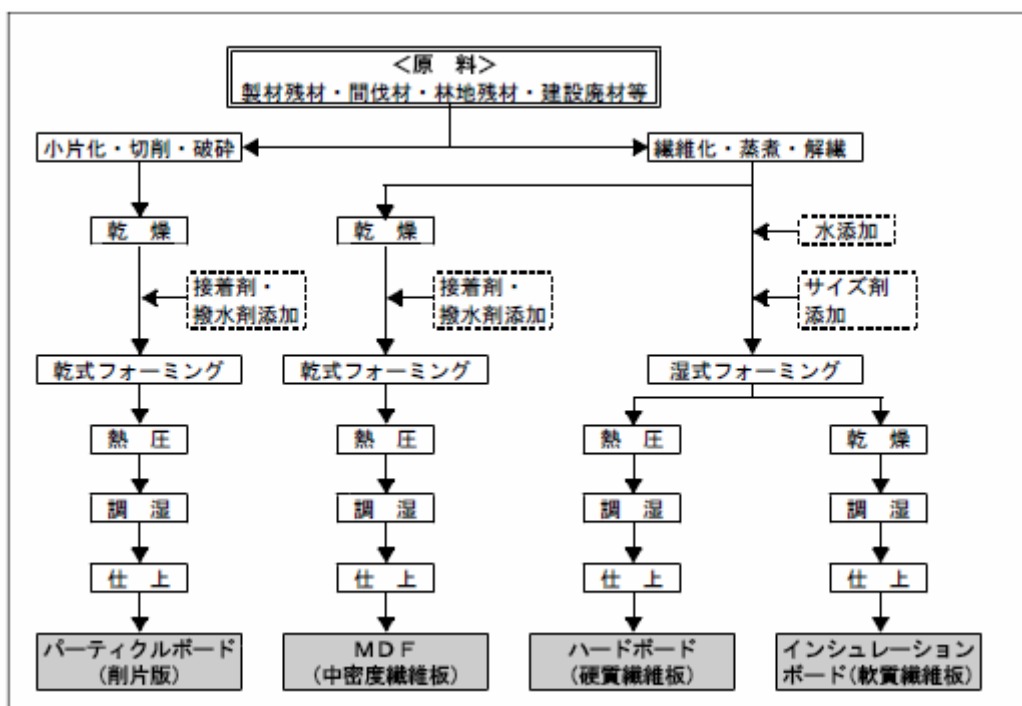 <原 料>
製材残材・間伐材・林地残材・建設廃材等
小片化・切削・破砕
繊維化・蒸煮・解繊
乾 燥
乾 燥
水添加
接着剤・
撥水剤添加
接着剤・
撥水剤添加
サイズ剤
添加
乾式フォーミング
乾式フォーミング
湿式フォーミング
熱 圧
熱 圧
熱 圧
乾 燥
調 湿
調 湿
調 湿
調 湿
仕 上
仕 上
仕 上
仕 上
パーティクルボード
(削片版)
MDF
(中密度繊維板)
ハードボード
(硬質繊維板)
インシュレーション
ボード(軟質繊維板)